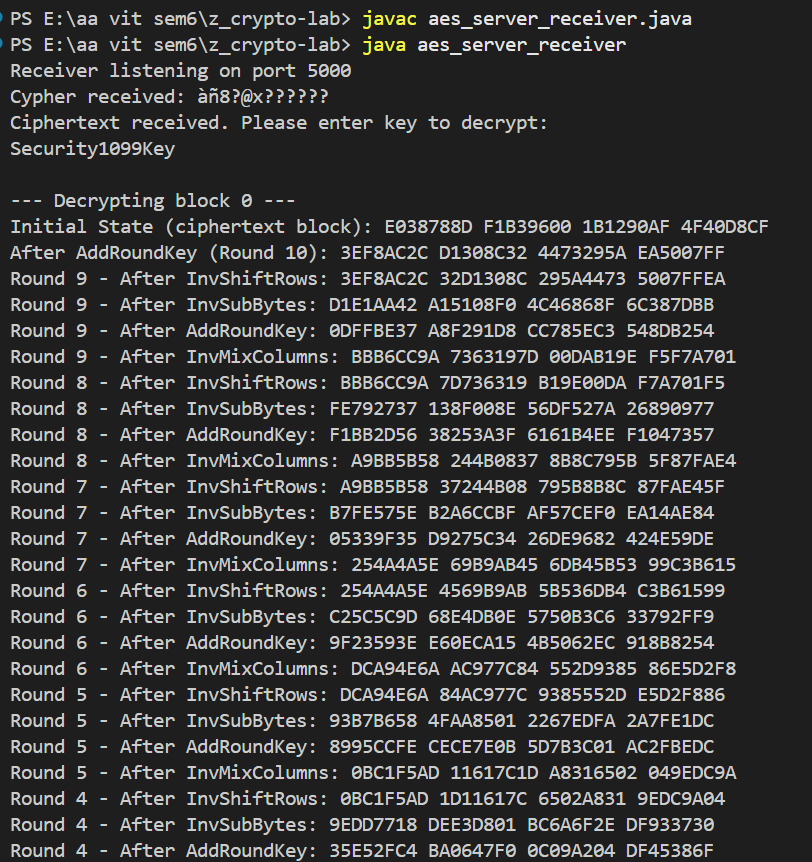 PS E:\aa vit sem6\z_crypto-lab> javac aes_server_receiver.java
PS E:\aa vit sem6\z_crypto-lab> java aes_server_receiver
Receiver listening on port 5000
Cypher received: àñ8?@x??????
Ciphertext received. Please enter key to decrypt:
Security1099Key

--- Decrypting block 0 ---
Initial State (ciphertext block): E038788D F1B39600 1B1290AF 4F40D8CF
After AddRoundKey (Round 10): 3EF8AC2C D1308C32 4473295A EA5007FF
Round 9 - After InvShiftRows: 3EF8AC2C 32D1308C 295A4473 5007FFEA
Round 9 - After InvSubBytes: D1E1AA42 A15108F0 4C46868F 6C387DBB
Round 9 - After AddRoundKey: 0DFFBE37 A8F291D8 CC785EC3 548DB254
Round 9 - After InvMixColumns: BBB6CC9A 7363197D 00DAB19E F5F7A701
Round 8 - After InvShiftRows: BBB6CC9A 7D736319 B19E00DA F7A701F5
Round 8 - After InvSubBytes: FE792737 138F008E 56DF527A 26890977
Round 8 - After AddRoundKey: F1BB2D56 38253A3F 6161B4EE F1047357
Round 8 - After InvMixColumns: A9BB5B58 244B0837 8B8C795B 5F87FAE4
Round 7 - After InvShiftRows: A9BB5B58 37244B08 795B8B8C 87FAE45F
Round 7 - After InvSubBytes: B7FE575E B2A6CCBF AF57CEF0 EA14AE84
Round 7 - After AddRoundKey: 05339F35 D9275C34 26DE9682 424E59DE
Round 7 - After InvMixColumns: 254A4A5E 69B9AB45 6DB45B53 99C3B615
Round 6 - After InvShiftRows: 254A4A5E 4569B9AB 5B536DB4 C3B61599
Round 6 - After InvSubBytes: C25C5C9D 68E4DB0E 5750B3C6 33792FF9
Round 6 - After AddRoundKey: 9F23593E E60ECA15 4B5062EC 918B8254
Round 6 - After InvMixColumns: DCA94E6A AC977C84 552D9385 86E5D2F8
Round 5 - After InvShiftRows: DCA94E6A 84AC977C 9385552D E5D2F886
Round 5 - After InvSubBytes: 93B7B658 4FAA8501 2267EDFA 2A7FE1DC
Round 5 - After AddRoundKey: 8995CCFE CECE7E0B 5D7B3C01 AC2FBEDC
Round 5 - After InvMixColumns: 0BC1F5AD 11617C1D A8316502 049EDC9A
Round 4 - After InvShiftRows: 0BC1F5AD 1D11617C 6502A831 9EDC9A04
Round 4 - After InvSubBytes: 9EDD7718 DEE3D801 BC6A6F2E DF933730
Round 4 - After AddRoundKey: 35E52FC4 BA0647F0 0C09A204 DF45386F